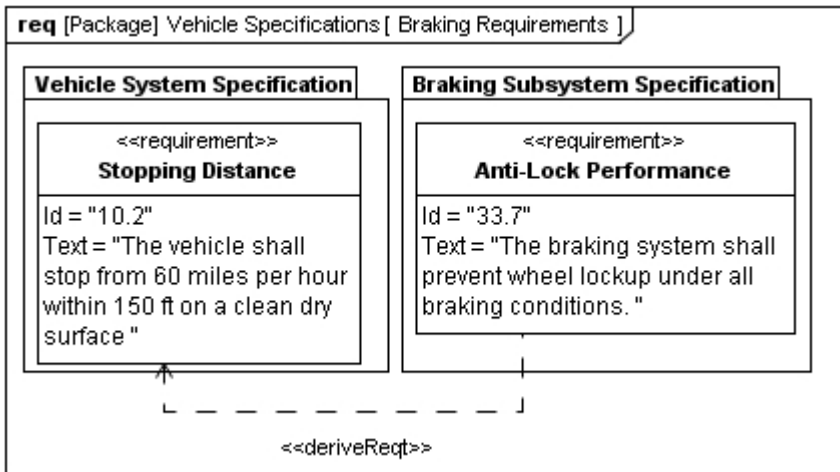 req [Package] Vehicle Specifications [ Braking Requirements ]
Vehicle System Specification
<<requirement>>
Stopping Distance
Id = "10.2"
Text = "The vehicle shall
stop from 60 miles per hour
within 150 ft on a clean dry
surface "
Braking Subsystem Specification
<<requirement>>
Anti-Lock Performance
Id = "33.7"
Text = "The braking system shall
prevent wheel lockup under all
braking conditions. "
<<deriveReqt>>